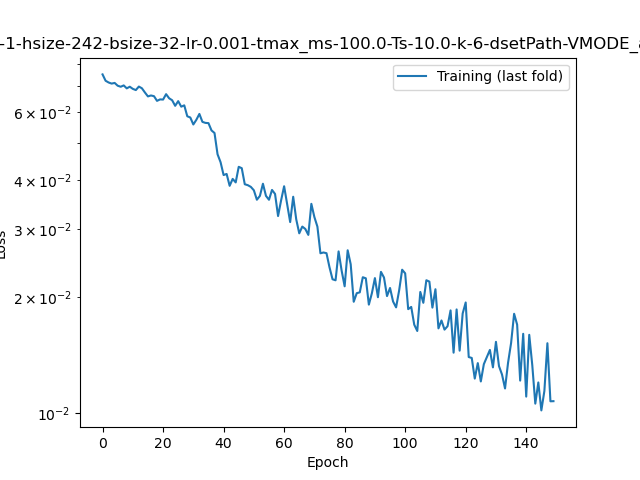 -1-hsize-242-bsize-32-lr-0.001-tmax_ms-100.0-Ts-10.0-k-6-dsetPath-VMODE_a
Training (last fold)
6 × 10⁻²
4 × 10⁻²
3 × 10⁻²
2 × 10⁻²
10⁻²
Loss
0 20 40 60 80 100 120 140
Epoch